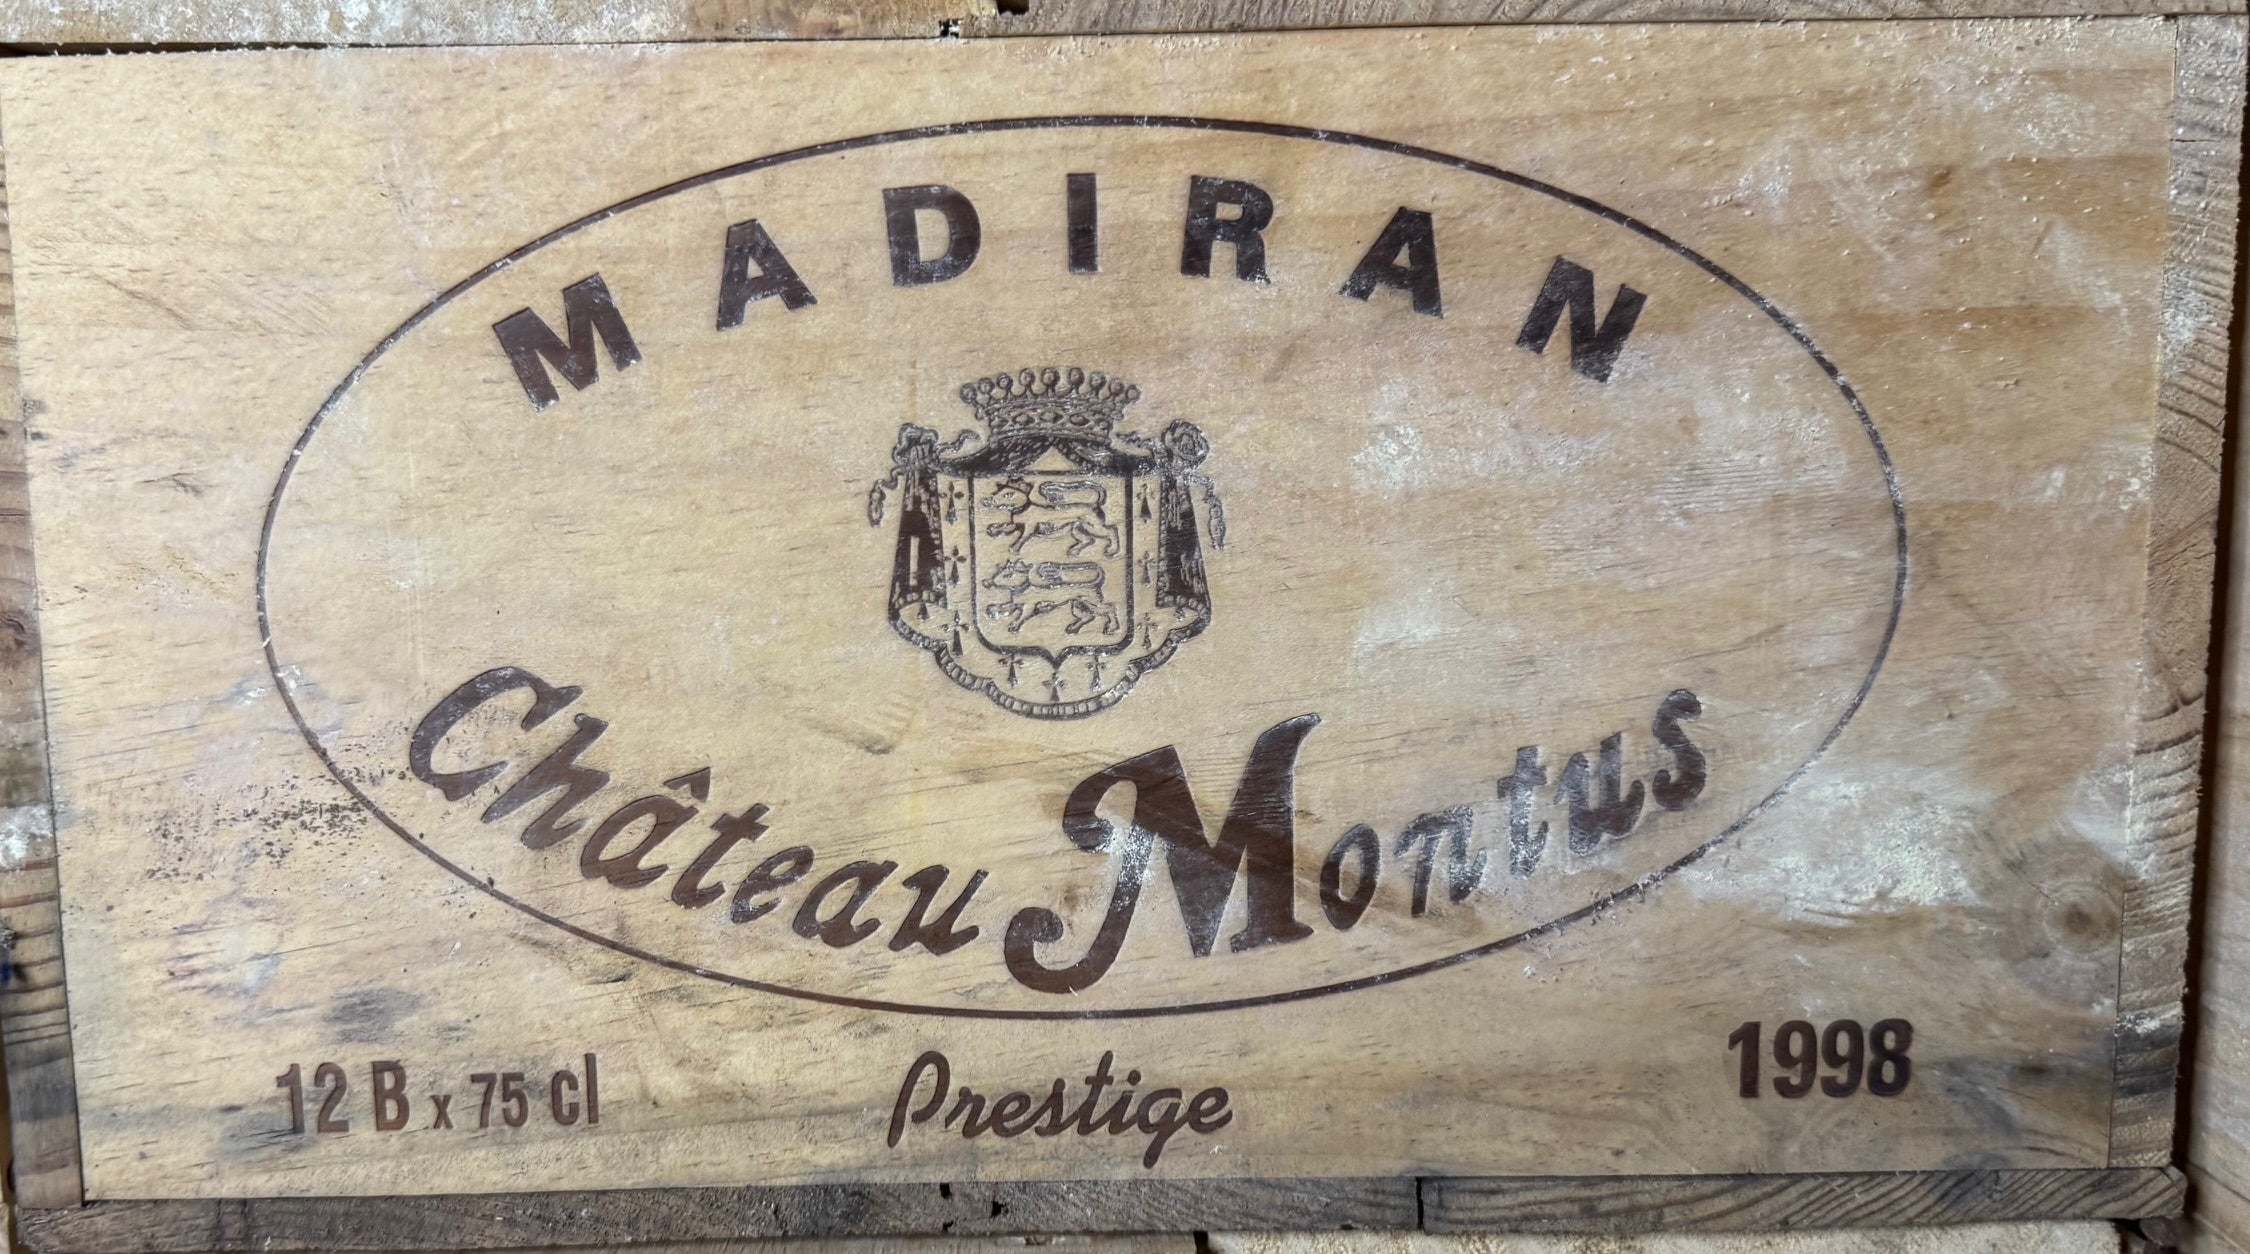 MADIRAN
Château Montus
12 B x 75 cl
Prestige
1998